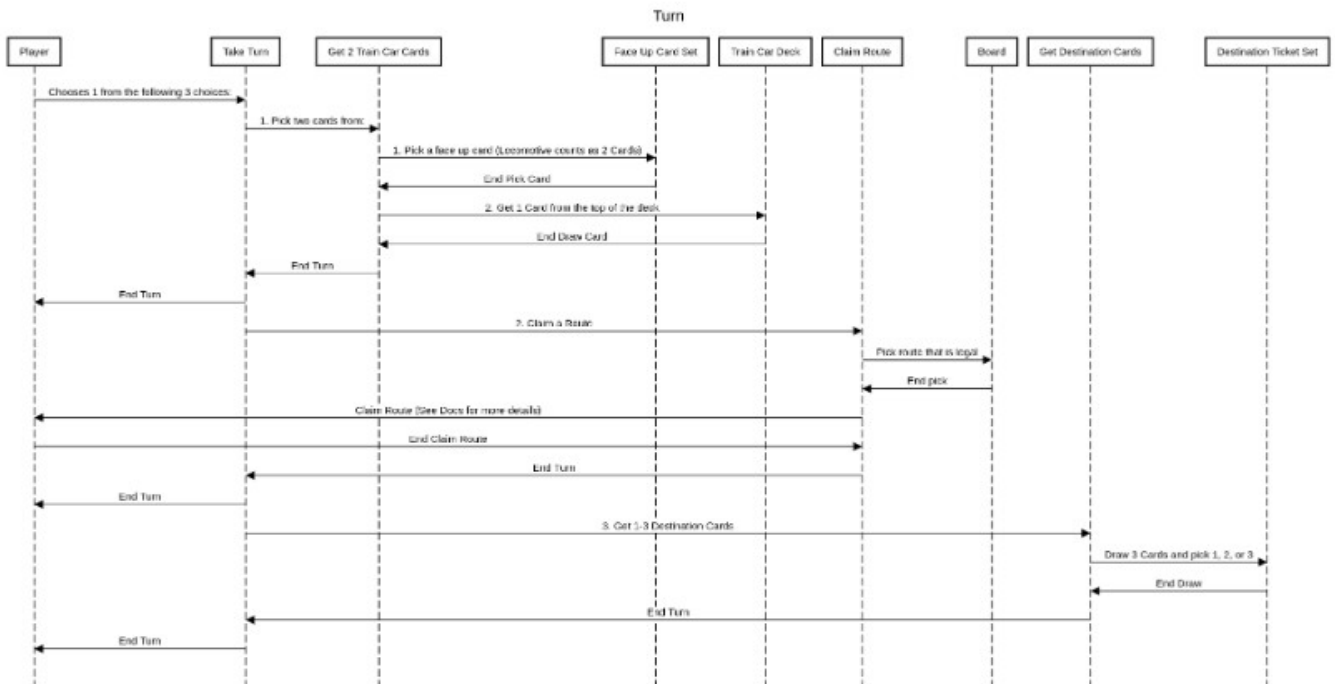 Turn
Player
Take Turn
Get 2 Train Car Cards
Face Up Card Set
Train Car Deck
Claim Route
Board
Get Destination Cards
Destination Ticket Set
Chooses 1 from the following 3 choices:
1. Pick two cards from:
1. Pick a face up card (Locomotive counts as 2 Cards)
End Pick Card
2. Get 1 Card from the top of the deck
End Draw Card
End Turn
End Turn
2. Claim a Route
Pick route that is legal
End pick
Claim Route (See Docs for more details)
End Claim Route
End Turn
End Turn
3. Get 1-3 Destination Cards
Draw 3 Cards and pick 1, 2, or 3
End Draw
End Turn
End Turn